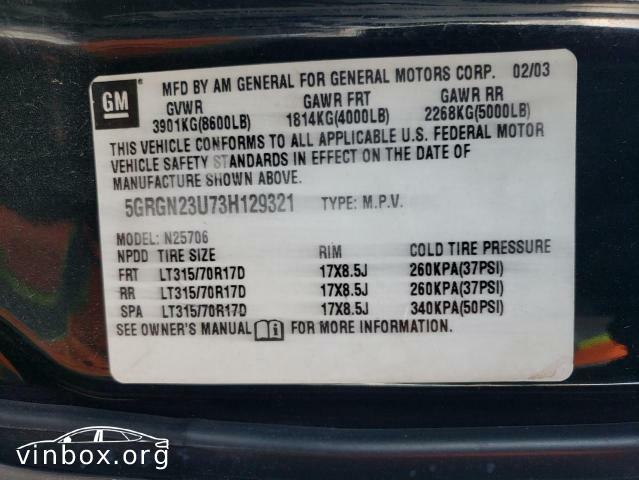 GM
MFD BY AM GENERAL FOR GENERAL MOTORS CORP. 02/03
GVWR GAWR FRT GAWR RR
3901KG(8600LB) 1814KG(4000LB) 2268KG(5000LB)
THIS VEHICLE CONFORMS TO ALL APPLICABLE U.S. FEDERAL MOTOR
VEHICLE SAFETY STANDARDS IN EFFECT ON THE DATE OF
MANUFACTURE SHOWN ABOVE.
5GRGN23U73H129321 TYPE: M.P.V.
MODEL: N25706
NPDD TIRE SIZE RIM COLD TIRE PRESSURE
FRT LT315/70R17D 17X8.5J 260KPA(37PSI)
RR LT315/70R17D 17X8.5J 260KPA(37PSI)
SPA LT315/70R17D 17X8.5J 340KPA(50PSI)
SEE OWNER'S MANUAL FOR MORE INFORMATION.
vinbox.org